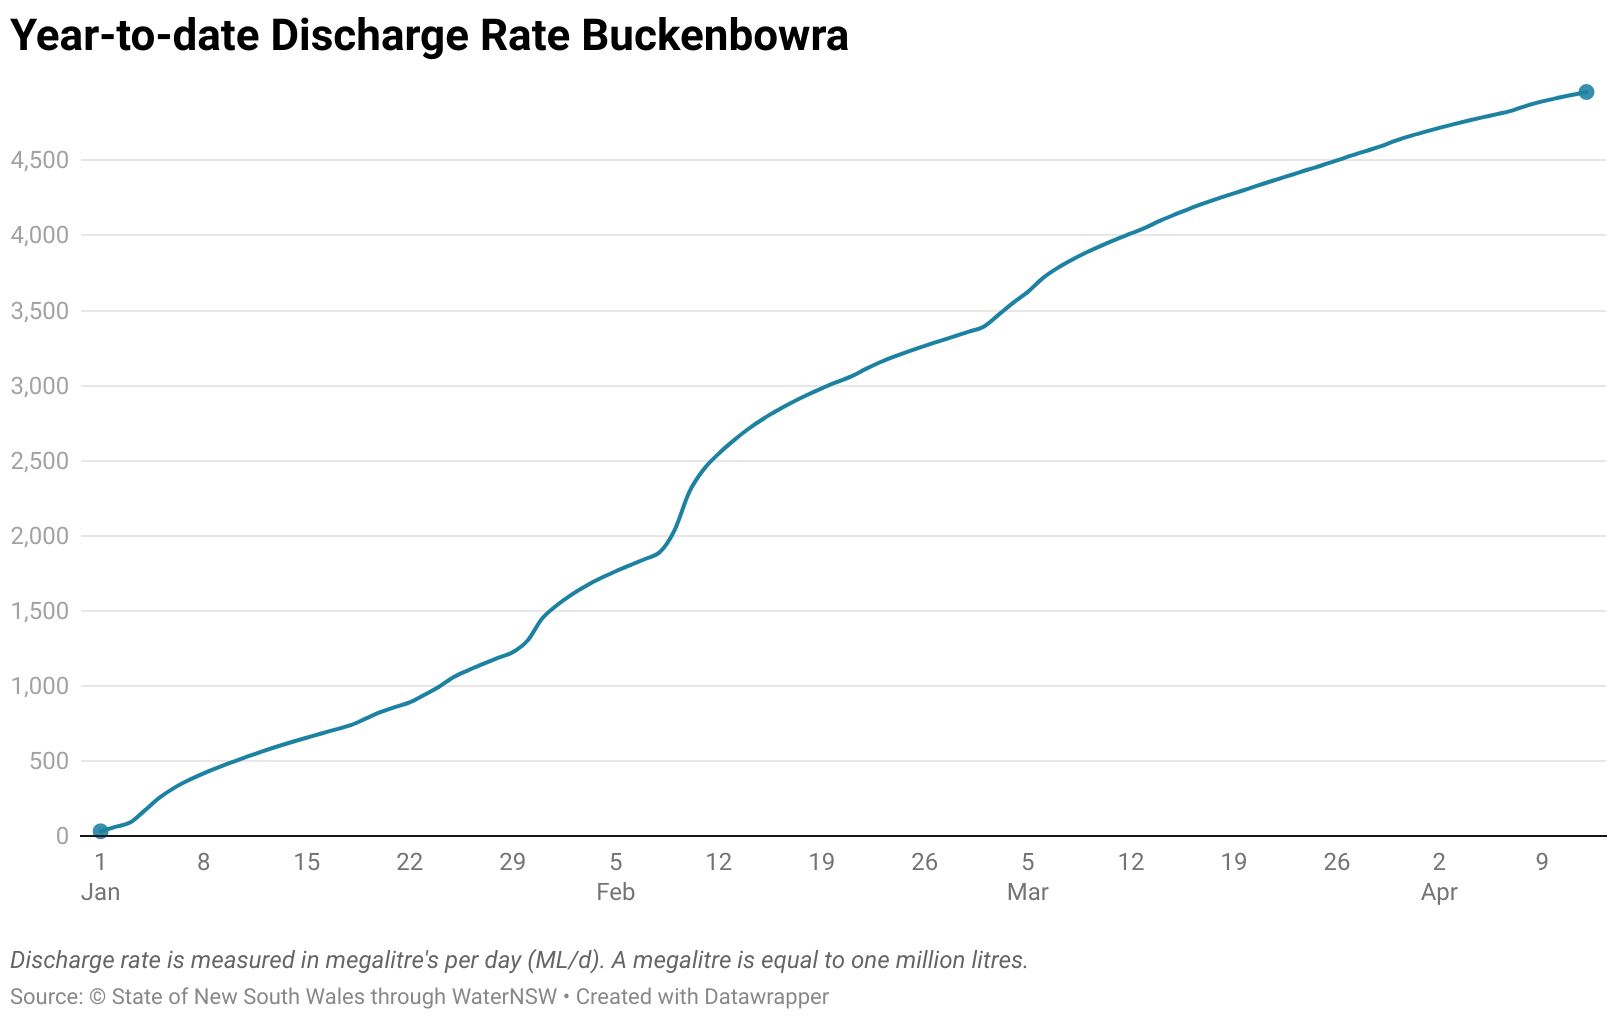 Year-to-date Discharge Rate Buckenbowra
4,500
4,000
3,500
3,000
2,500
2,000
1,500
1,000
500
0
1 8 15 22 29 5 12 19 26 5 12 19 26 2 9
Jan Feb Mar Apr
Discharge rate is measured in megalitre's per day (ML/d). A megalitre is equal to one million litres.
Source: © State of New South Wales through WaterNSW • Created with Datawrapper